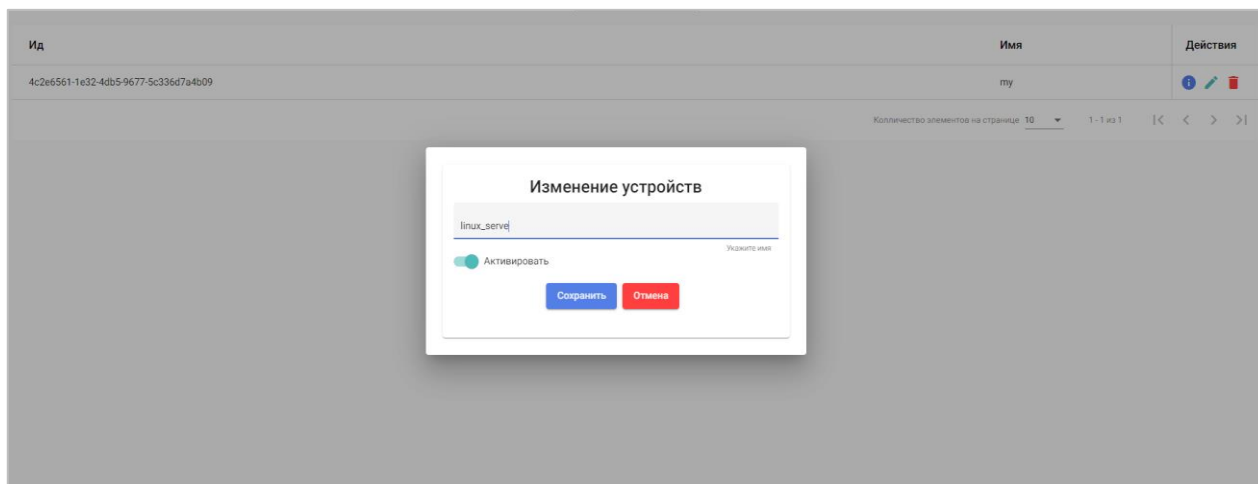 Ид Имя Действия
4c2e6561-1e32-4db5-9677-5c336d7a4b09 my
Колличество элементов на странице 10 1 - 1 из 1
Изменение устройств
linux_serve
Укажите имя
Активировать
Сохранить Отмена